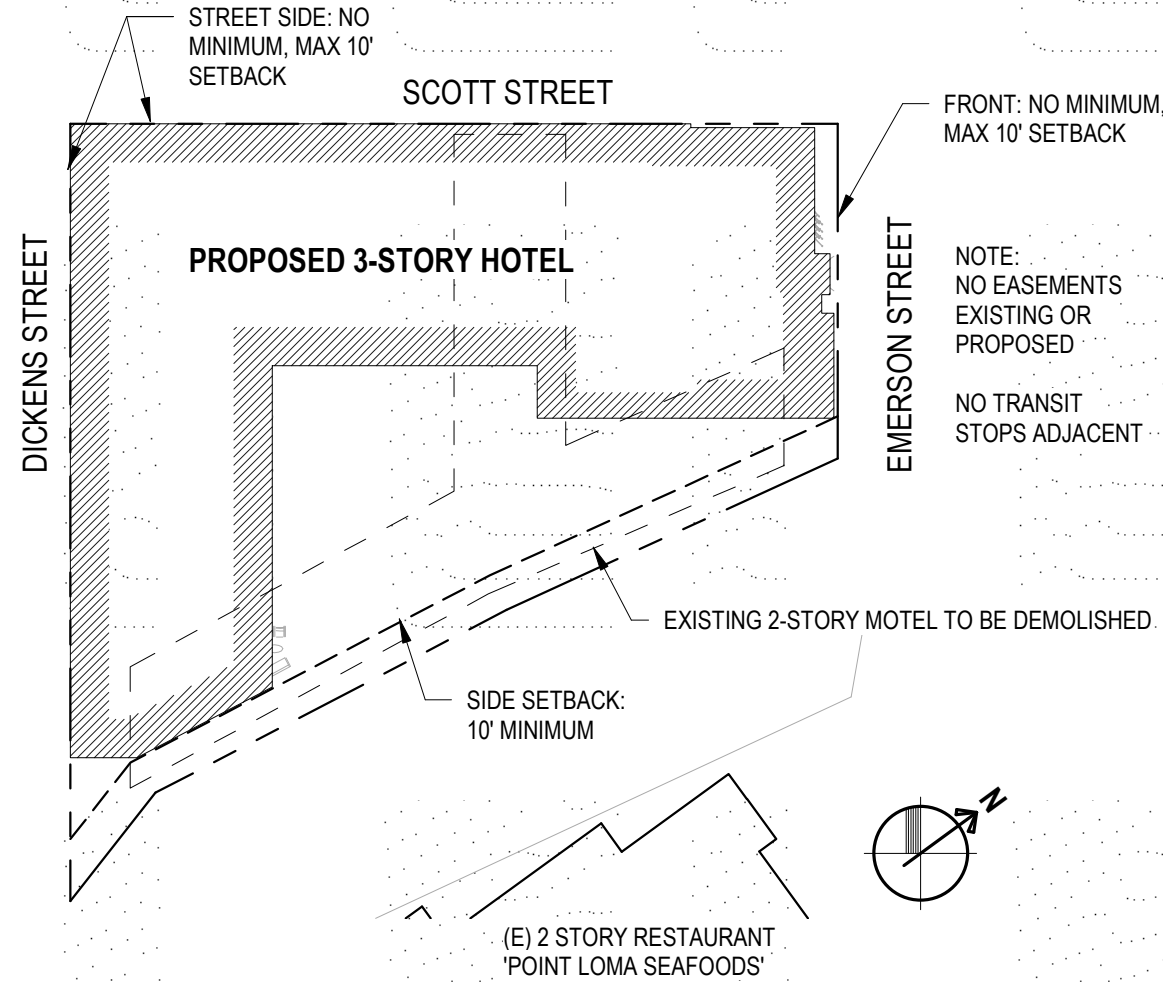 STREET SIDE: NO
MINIMUM, MAX 10'
SETBACK
SCOTT STREET
FRONT: NO MINIMUM,
MAX 10' SETBACK
DICKENS STREET
PROPOSED 3-STORY HOTEL
EMERSON STREET
NOTE:
NO EASEMENTS
EXISTING OR
PROPOSED
NO TRANSIT
STOPS ADJACENT
EXISTING 2-STORY MOTEL TO BE DEMOLISHED
SIDE SETBACK:
10' MINIMUM
N
(E) 2 STORY RESTAURANT
'POINT LOMA SEAFOODS'